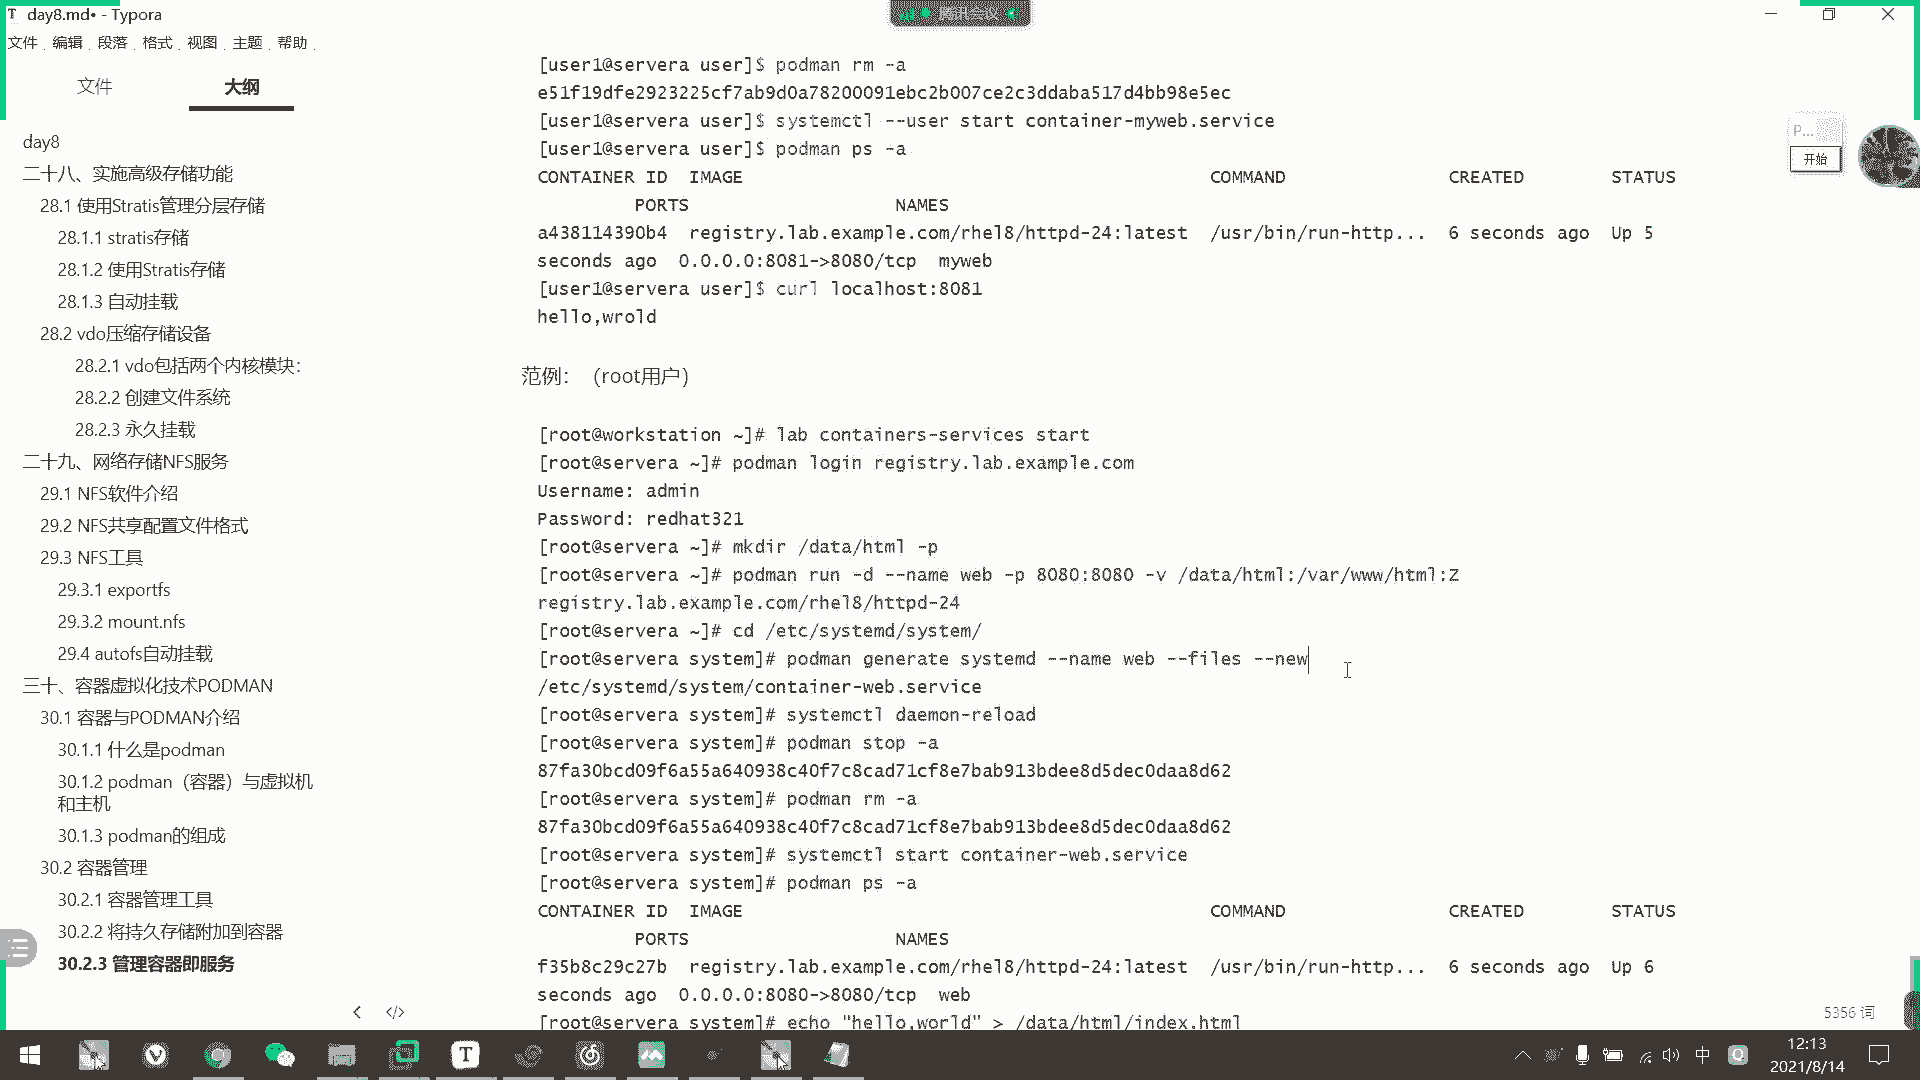 day8.md• - Typora
腾讯会议
文件 编辑 段落 格式 视图 主题 帮助
文件 大纲
day8
二十八、实施高级存储功能
28.1 使用Stratis管理分层存储
28.1.1 stratis存储
28.1.2 使用Stratis存储
28.1.3 自动挂载
28.2 vdo压缩存储设备
28.2.1 vdo包括两个内核模块：
28.2.2 创建文件系统
28.2.3 永久挂载
二十九、网络存储NFS服务
29.1 NFS软件介绍
29.2 NFS共享配置文件格式
29.3 NFS工具
29.3.1 exportfs
29.3.2 mount.nfs
29.4 autofs自动挂载
三十、容器虚拟化技术PODMAN
30.1 容器与PODMAN介绍
30.1.1 什么是podman
30.1.2 podman（容器）与虚拟机
和主机
30.1.3 podman的组成
30.2 容器管理
30.2.1 容器管理工具
30.2.2 将持久存储附加到容器
30.2.3 管理容器即服务
[user1@servera user]$ podman rm -a
e51f19dfe2923225cf7ab9d0a78200091ebc2b007ce2c3ddaba517d4bb98e5ec
[user1@servera user]$ systemctl --user start container-myweb.service
[user1@servera user]$ podman ps -a
CONTAINER ID IMAGE COMMAND CREATED STATUS
PORTS NAMES
a438114390b4 registry.lab.example.com/rhel8/httpd-24:latest /usr/bin/run-http... 6 seconds ago Up 5
seconds ago 0.0.0.0:8081->8080/tcp myweb
[user1@servera user]$ curl localhost:8081
hello,wrold
范例：（root用户）
[root@workstation ~]# lab containers-services start
[root@servera ~]# podman login registry.lab.example.com
Username: admin
Password: redhat321
[root@servera ~]# mkdir /data/html -p
[root@servera ~]# podman run -d --name web -p 8080:8080 -v /data/html:/var/www/html:Z
registry.lab.example.com/rhel8/httpd-24
[root@servera ~]# cd /etc/systemd/system/
[root@servera system]# podman generate systemd --name web --files --new
/etc/systemd/system/container-web.service
[root@servera system]# systemctl daemon-reload
[root@servera system]# podman stop -a
87fa30bcd09f6a55a640938c40f7c8cad71cf8e7bab913bdee8d5dec0daa8d62
[root@servera system]# podman rm -a
87fa30bcd09f6a55a640938c40f7c8cad71cf8e7bab913bdee8d5dec0daa8d62
[root@servera system]# systemctl start container-web.service
[root@servera system]# podman ps -a
CONTAINER ID IMAGE COMMAND CREATED STATUS
PORTS NAMES
f35b8c29c27b registry.lab.example.com/rhel8/httpd-24:latest /usr/bin/run-http... 6 seconds ago Up 6
seconds ago 0.0.0.0:8080->8080/tcp web
[root@servera system]# echo "hello,world" > /data/html/index.html
P...
开始
5356 词
中
12:13
2021/8/14